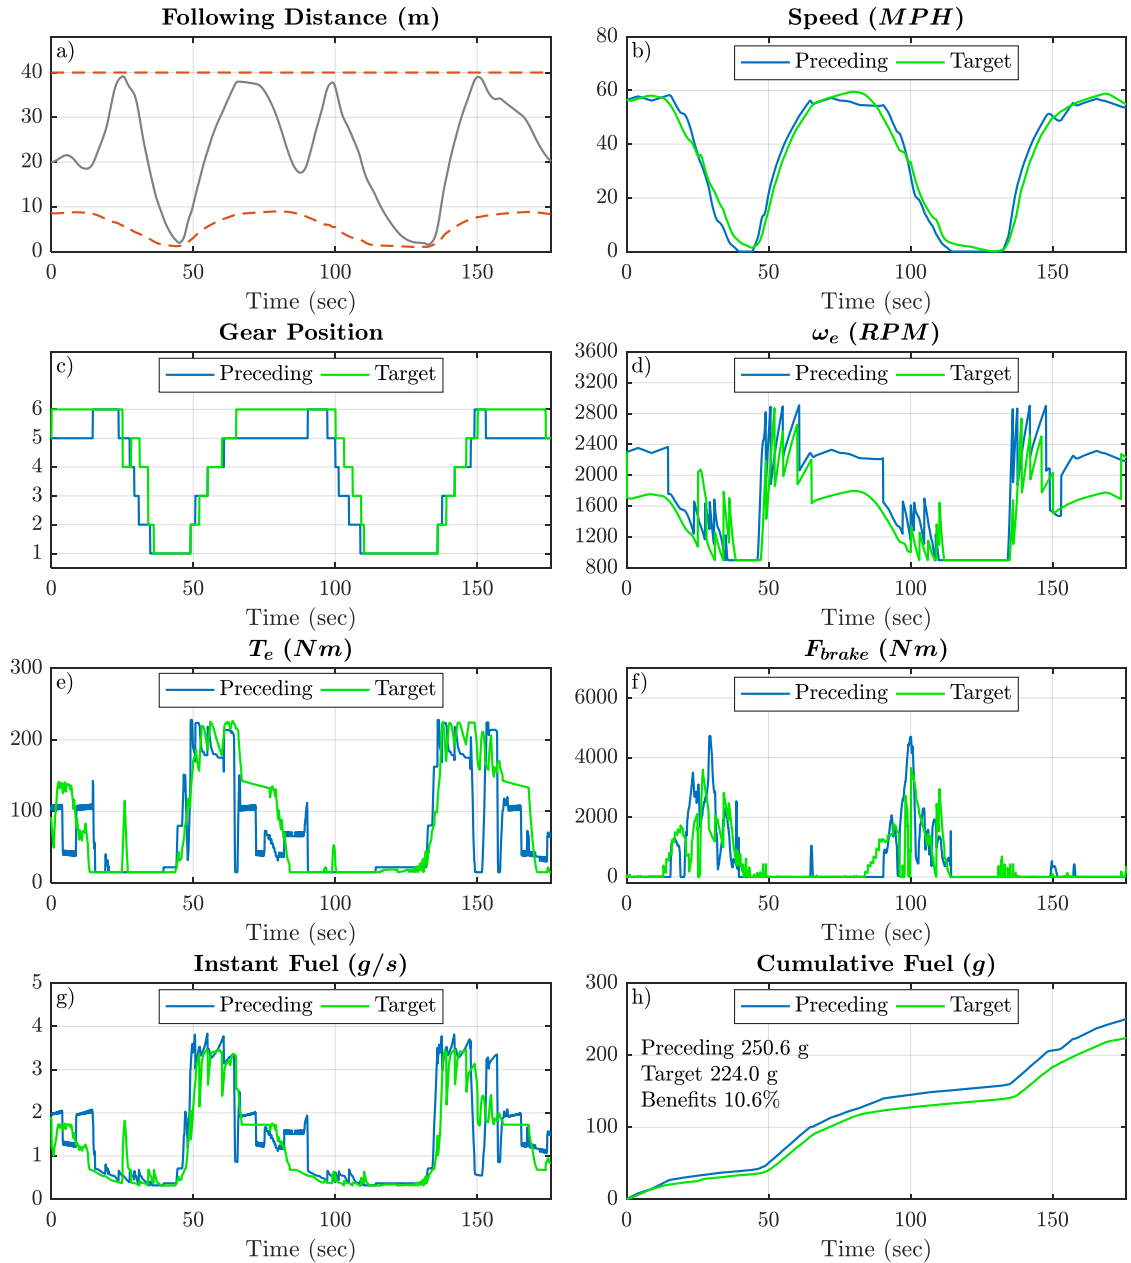 Following Distance (m)
a)
40
30
20
10
0
0 50 100 150
Time (sec)
Speed (MPH)
b)
Preceding Target
80
60
40
20
0
0 50 100 150
Time (sec)
Gear Position
c)
Preceding Target
6
5
4
3
2
1
0 50 100 150
Time (sec)
ωe (RPM)
d)
Preceding Target
3600
3200
2800
2400
2000
1600
1200
800
0 50 100 150
Time (sec)
Te (Nm)
e)
Preceding Target
300
200
100
0
0 50 100 150
Time (sec)
Fbrake (Nm)
f)
Preceding Target
6000
4000
2000
0
0 50 100 150
Time (sec)
Instant Fuel (g/s)
g)
Preceding Target
5
4
3
2
1
0
0 50 100 150
Time (sec)
Cumulative Fuel (g)
h)
Preceding Target
300
200
100
0
Preceding 250.6 g
Target 224.0 g
Benefits 10.6%
0 50 100 150
Time (sec)